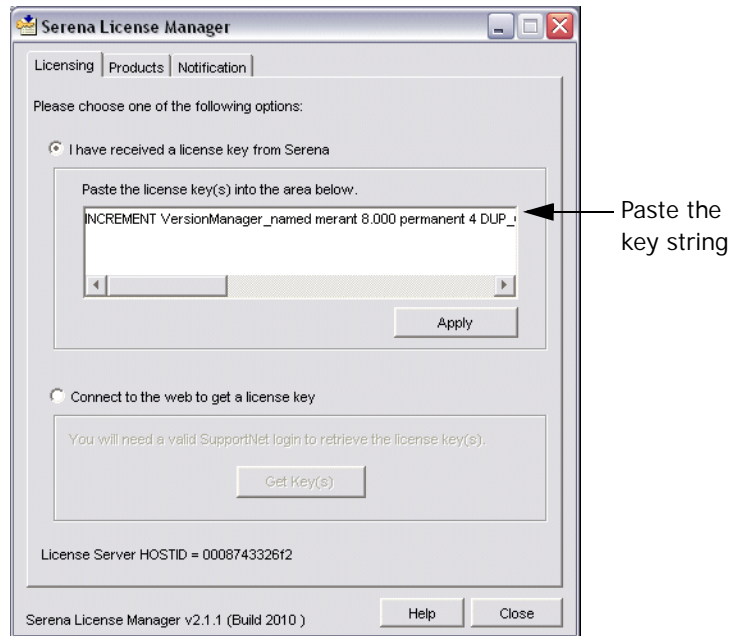 Serena License Manager
Licensing Products Notification
Please choose one of the following options:
I have received a license key from Serena
Paste the license key(s) into the area below.
INCREMENT VersionManager_named merant 8.000 permanent 4 DUP_
Paste the
key string
Apply
Connect to the web to get a license key
You will need a valid SupportNet login to retrieve the license key(s).
Get Key(s)
License Server HOSTID = 0008743326f2
Serena License Manager v2.1.1 (Build 2010 )
Help
Close